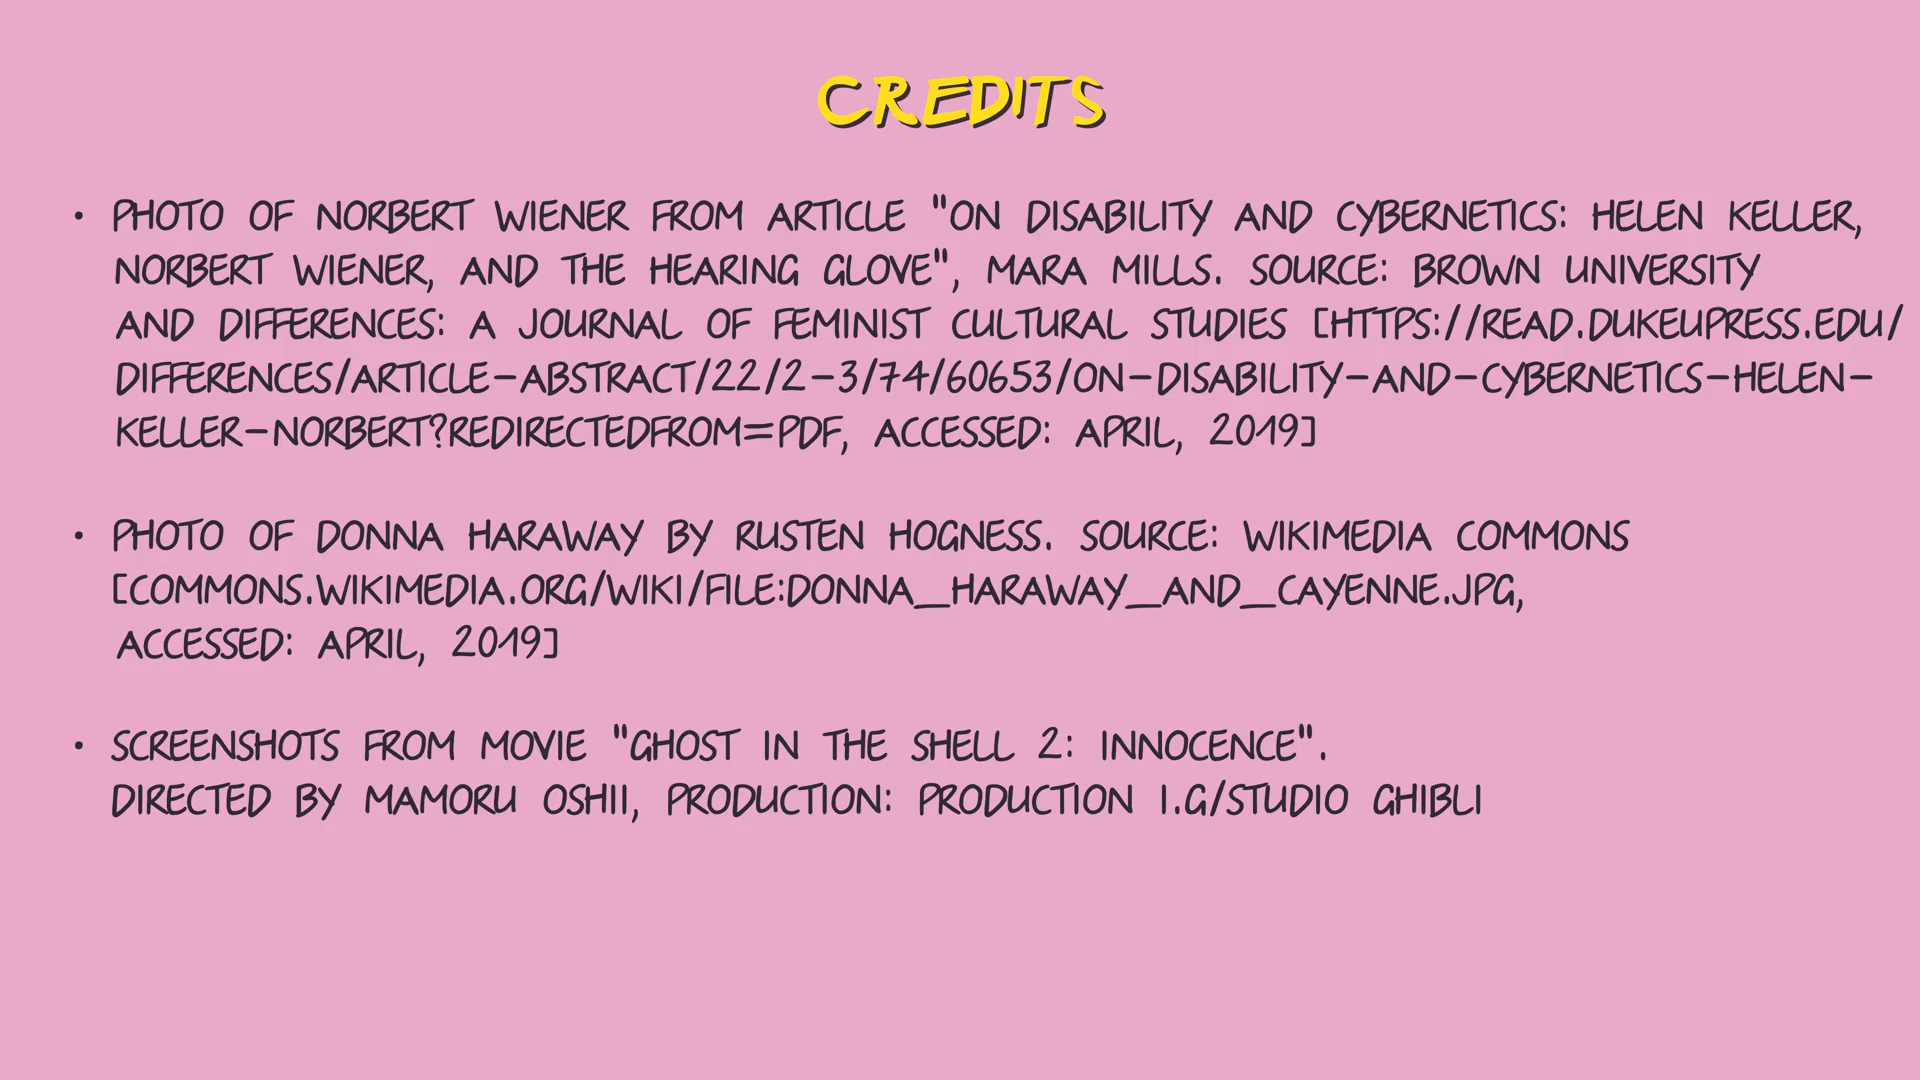 CREDITS
• PHOTO OF NORBERT WIENER FROM ARTICLE "ON DISABILITY AND CYBERNETICS: HELEN KELLER,
NORBERT WIENER, AND THE HEARING GLOVE", MARA MILLS. SOURCE: BROWN UNIVERSITY
AND DIFFERENCES: A JOURNAL OF FEMINIST CULTURAL STUDIES [HTTPS://READ.DUKEUPRESS.EDU/
DIFFERENCES/ARTICLE-ABSTRACT/22/2-3/74/60653/ON-DISABILITY-AND-CYBERNETICS-HELEN-
KELLER-NORBERT?REDIRECTEDFROM=PDF, ACCESSED: APRIL, 2019]
• PHOTO OF DONNA HARAWAY BY RUSTEN HOGNESS. SOURCE: WIKIMEDIA COMMONS
[COMMONS.WIKIMEDIA.ORG/WIKI/FILE:DONNA_HARAWAY_AND_CAYENNE.JPG,
ACCESSED: APRIL, 2019]
• SCREENSHOTS FROM MOVIE "GHOST IN THE SHELL 2: INNOCENCE".
DIRECTED BY MAMORU OSHII, PRODUCTION: PRODUCTION I.G/STUDIO GHIBLI